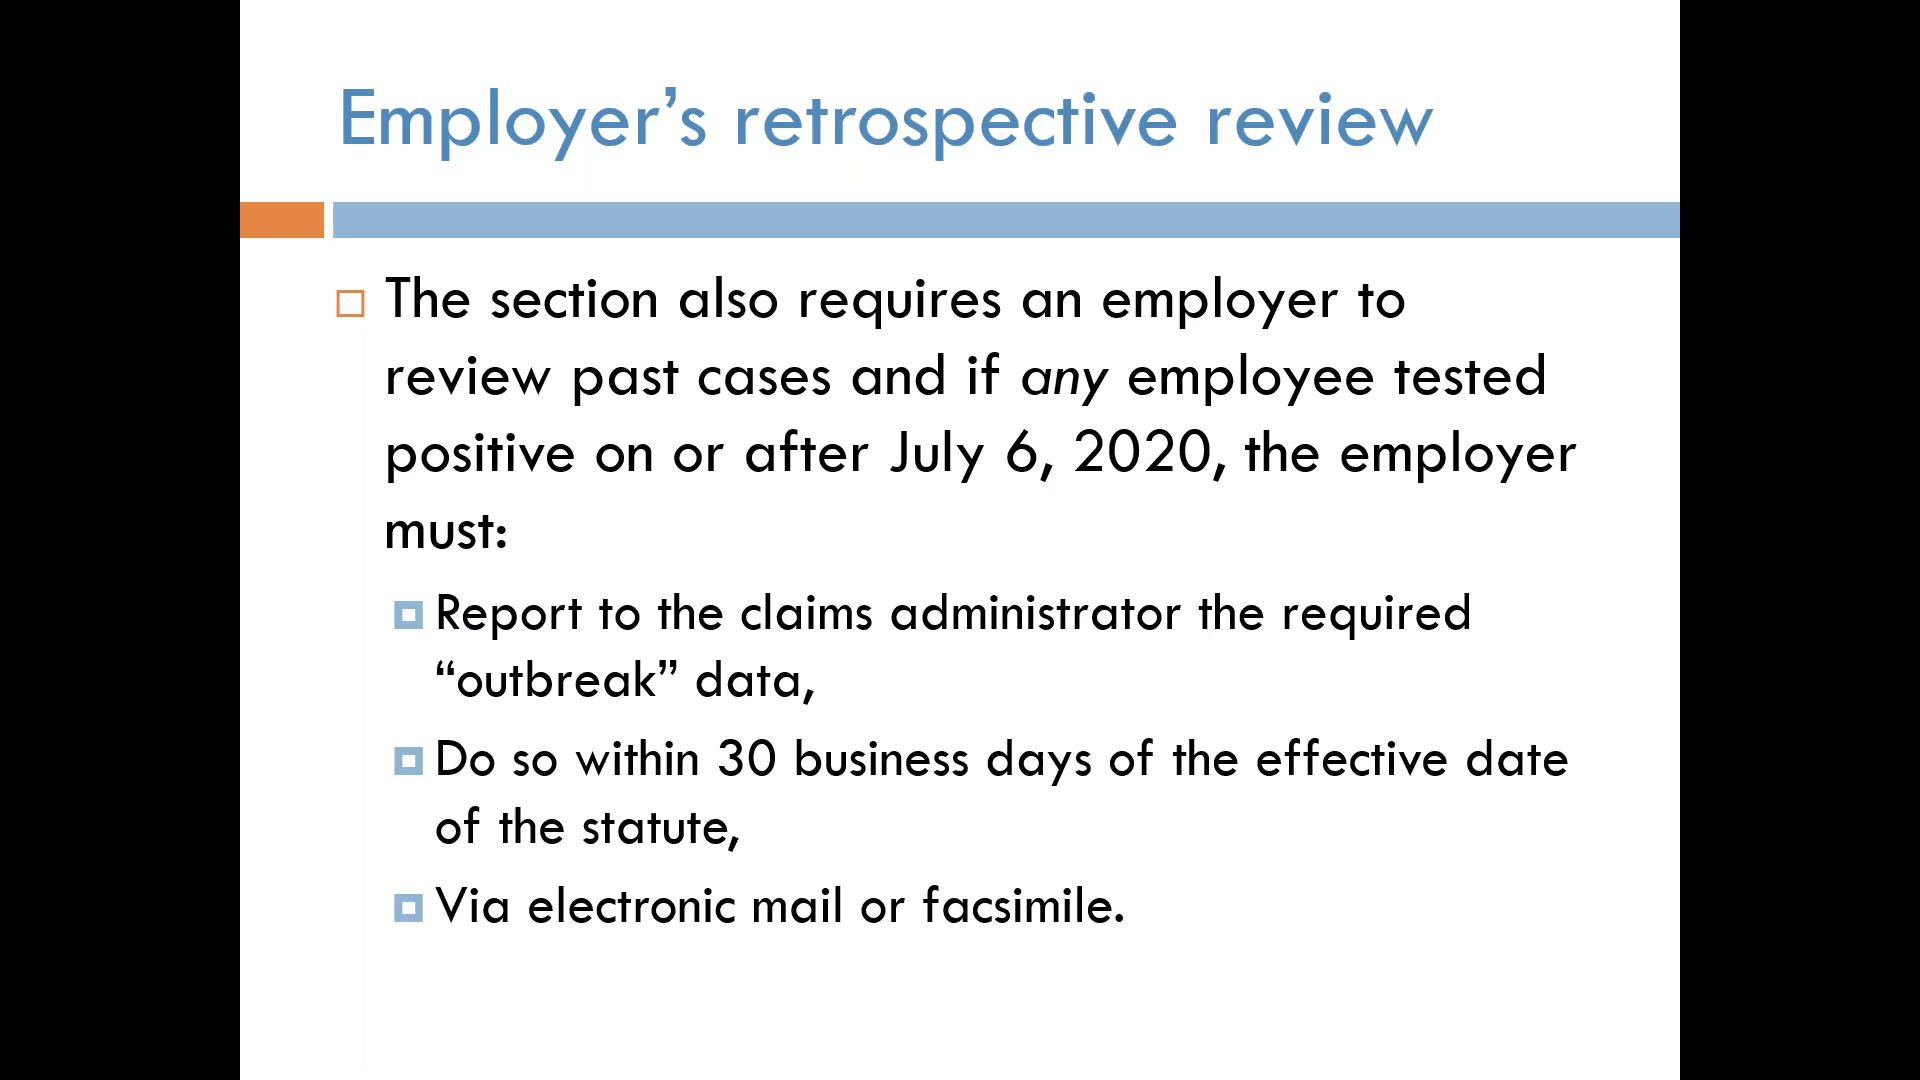 Employer’s retrospective review
The section also requires an employer to
review past cases and if any employee tested
positive on or after July 6, 2020, the employer
must:
Report to the claims administrator the required
“outbreak” data,
Do so within 30 business days of the effective date
of the statute,
Via electronic mail or facsimile.